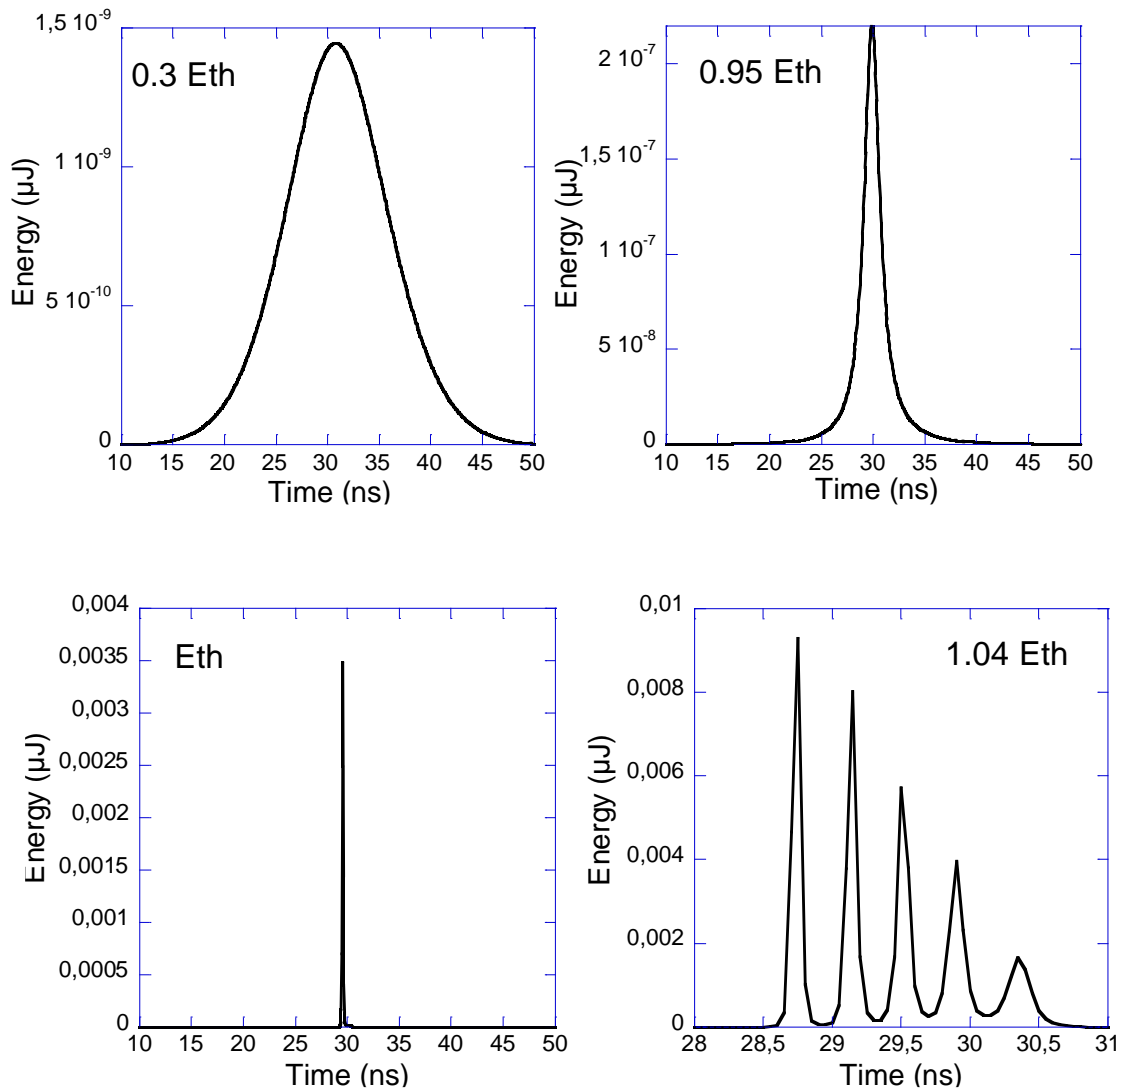 1,5 10-9
0.3 Eth
1 10-9
5 10-10
0
Energy (µJ)
10 15 20 25 30 35 40 45 50
Time (ns)
0.95 Eth
2 10-7
1,5 10-7
1 10-7
5 10-8
0
Energy (µJ)
10 15 20 25 30 35 40 45 50
Time (ns)
0,004
Eth
0,0035
0,003
0,0025
0,002
0,0015
0,001
0,0005
0
Energy (µJ)
10 15 20 25 30 35 40 45 50
Time (ns)
0,01
1.04 Eth
0,008
0,006
0,004
0,002
0
Energy (µJ)
28 28,5 29 29,5 30 30,5 31
Time (ns)